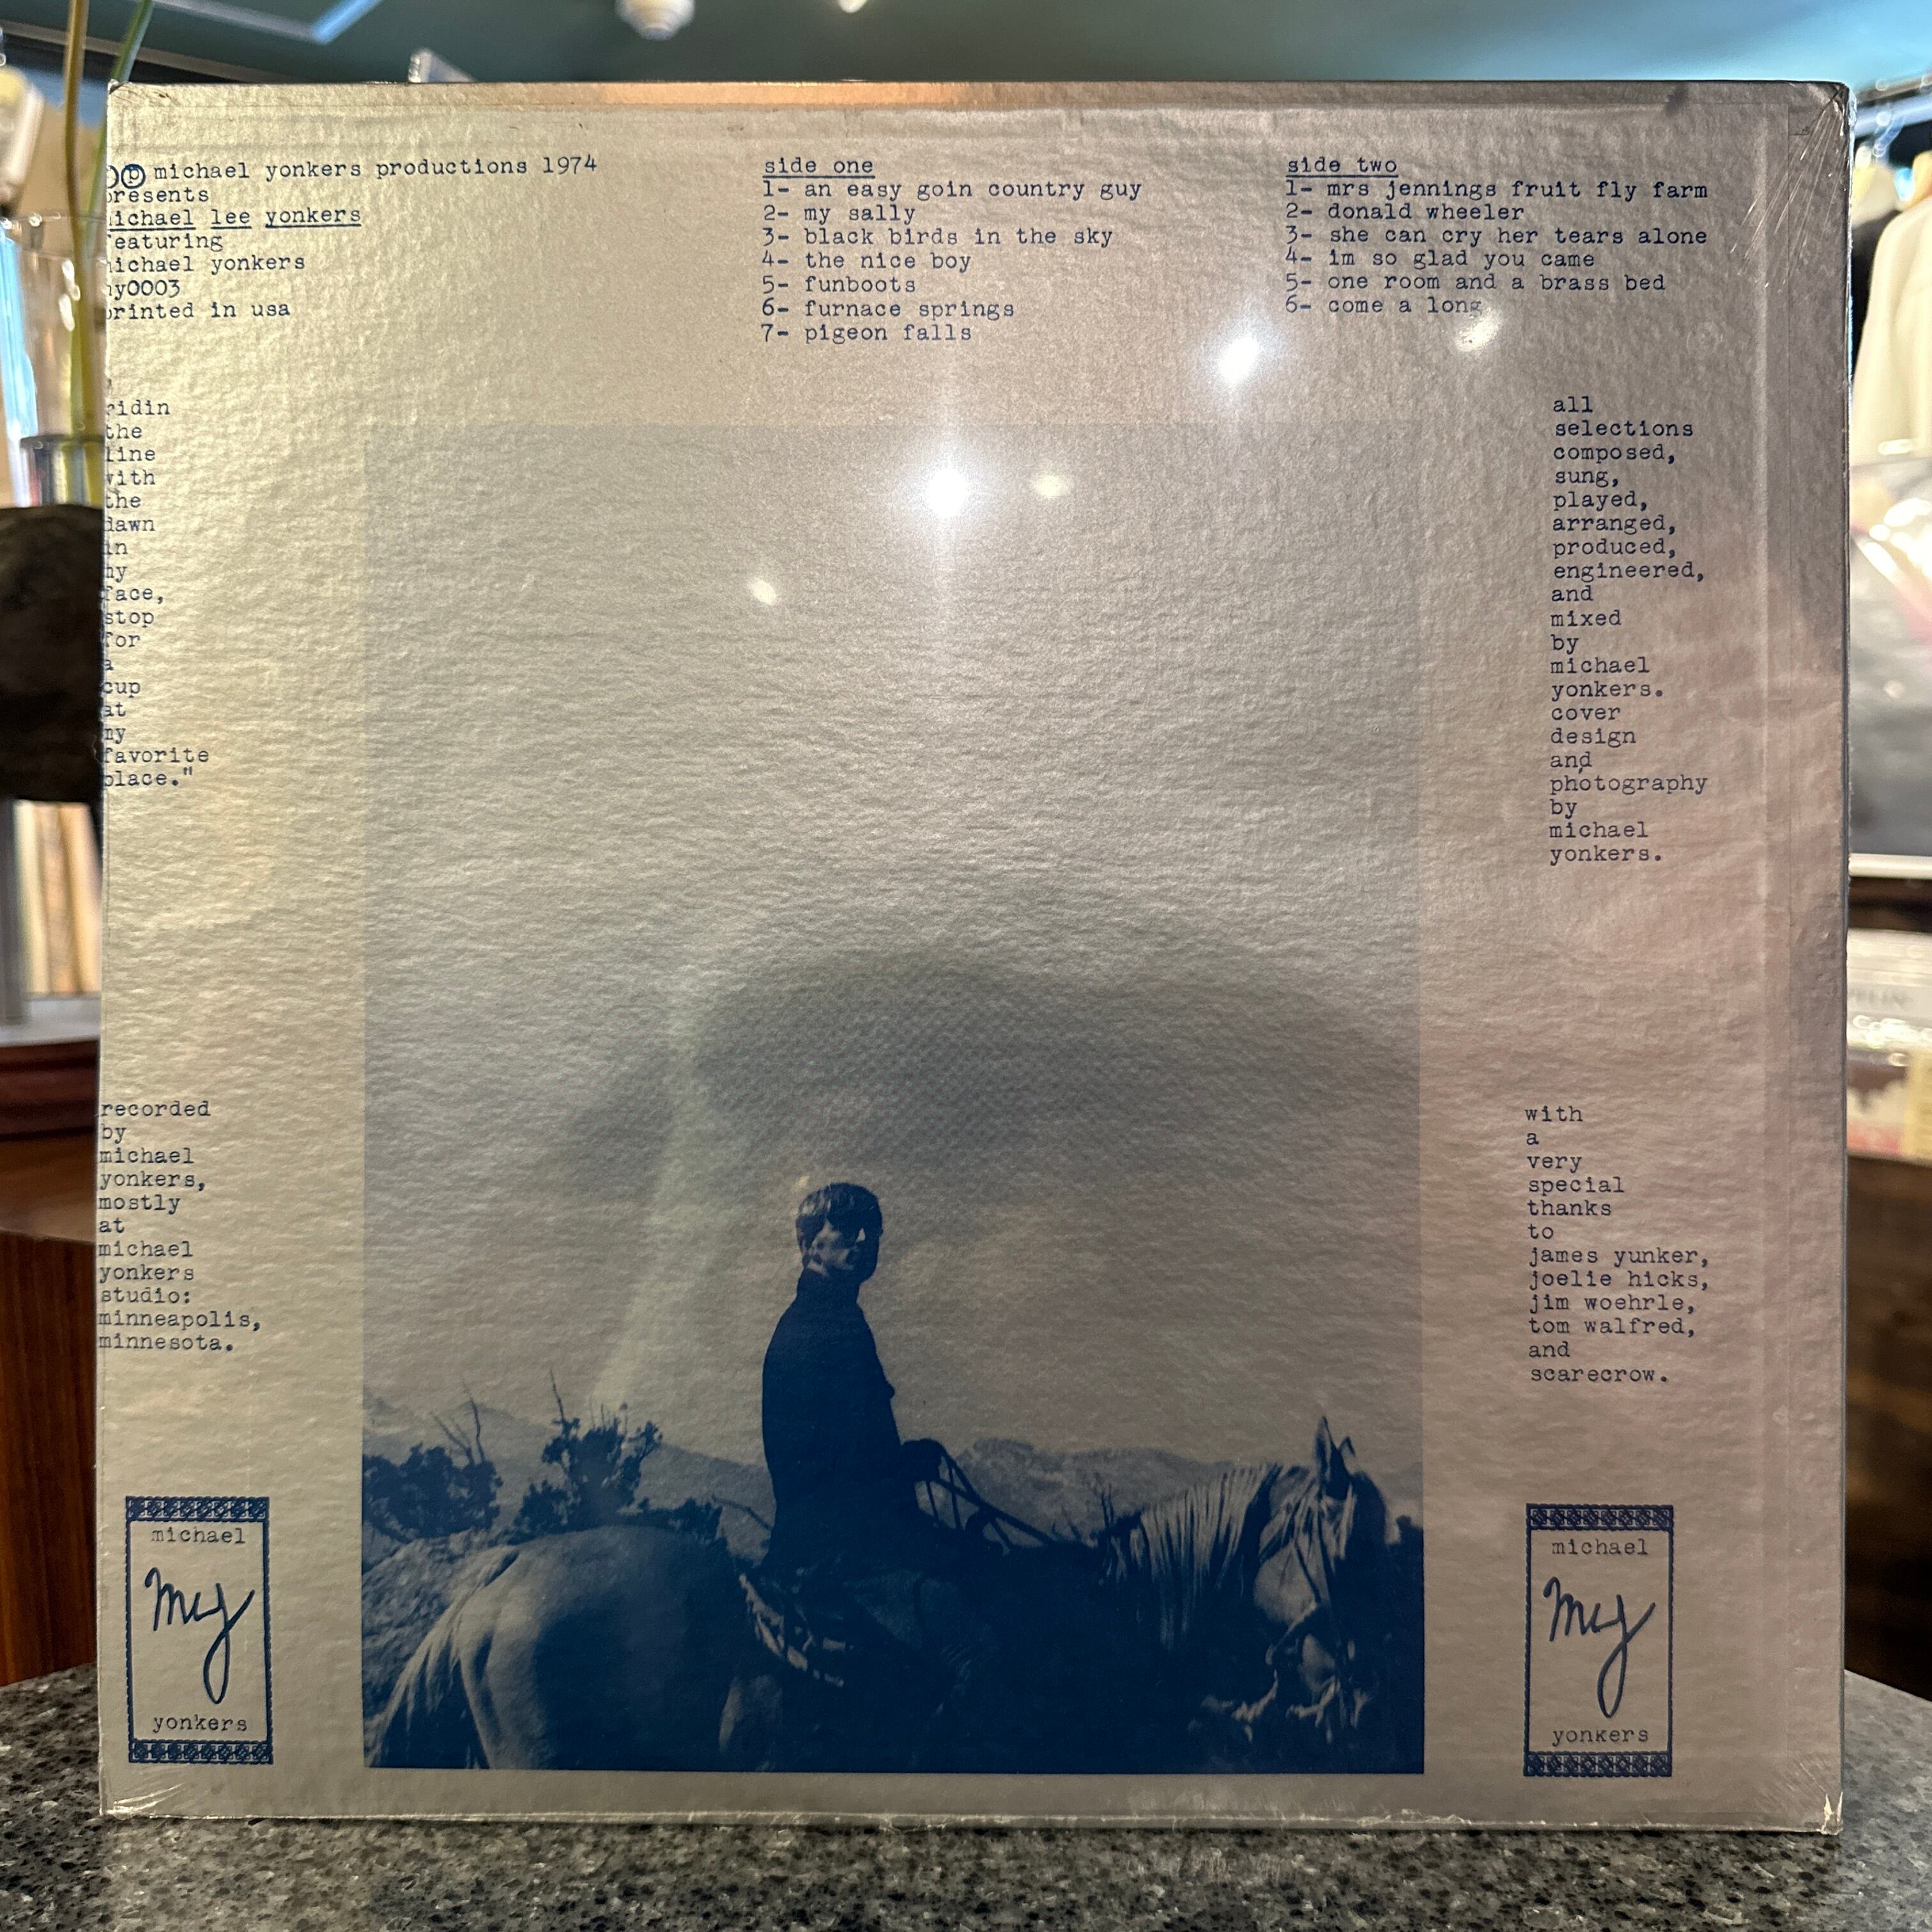 ℗ michael yonkers productions 1974
presents
michael lee yonkers
featuring
michael yonkers
my0003
printed in usa
side one
1- an easy goin country guy
2- my sally
3- black birds in the sky
4- the nice boy
5- funboots
6- furnace springs
7- pigeon falls
side two
1- mrs jennings fruit fly farm
2- donald wheeler
3- she can cry her tears alone
4- im so glad you came
5- one room and a brass bed
6- come a long
ridin
the
line
with
the
dawn
in
my
face,
stop
for
a
cup
at
my
favorite
place."
all
selections
composed,
sung,
played,
arranged,
produced,
engineered,
and
mixed
by
michael
yonkers.
cover
design
and
photography
by
michael
yonkers.
recorded
by
michael
yonkers,
mostly
at
michael
yonkers
studio:
minneapolis,
minnesota.
with
a
very
special
thanks
to
james yunker,
joelie hicks,
jim woehrle,
tom walfred,
and
scarecrow.
michael
my
yonkers
michael
my
yonkers